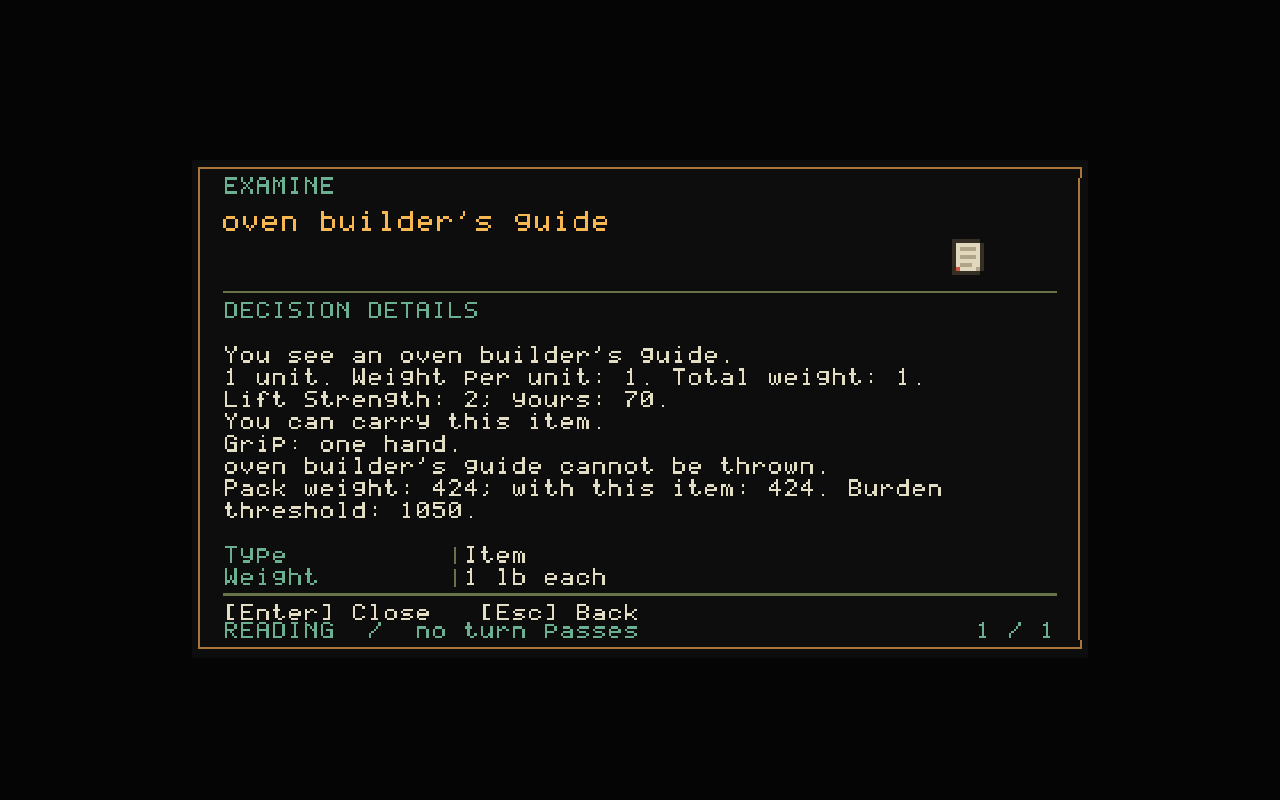 EXAMINE
oven builder's guide
DECISION DETAILS
You see an oven builder's guide.
1 unit. Weight per unit: 1. Total weight: 1.
Lift Strength: 2; yours: 70.
You can carry this item.
Grip: one hand.
oven builder's guide cannot be thrown.
Pack weight: 424; with this item: 424. Burden
threshold: 1050.
Type |Item
Weight |1 lb each
[Enter] Close [Esc] Back
READING / no turn passes 1 / 1